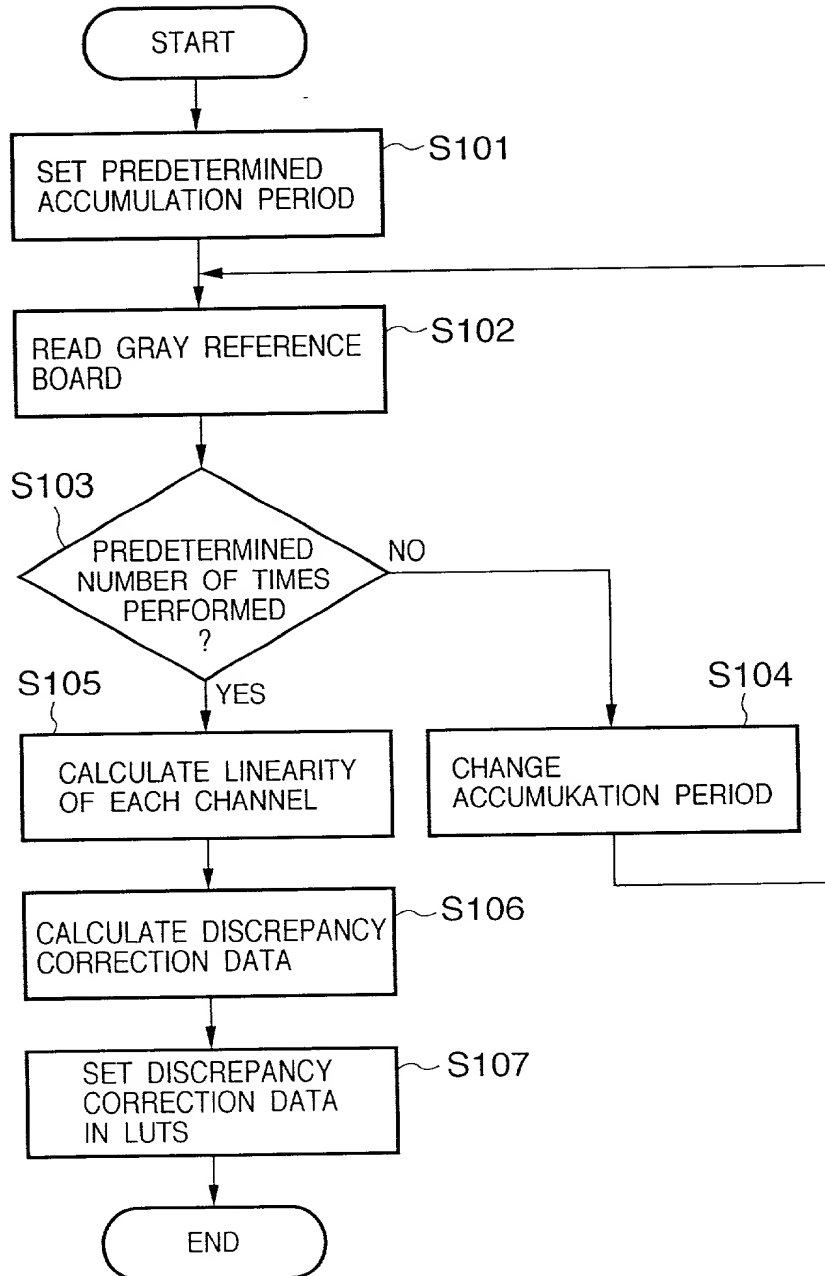 START
S101
SET PREDETERMINED
ACCUMULATION PERIOD
S102
READ GRAY REFERENCE
BOARD
S103
PREDETERMINED
NUMBER OF TIMES
PERFORMED
?
NO
YES
S104
CHANGE
ACCUMUKATION PERIOD
S105
CALCULATE LINEARITY
OF EACH CHANNEL
S106
CALCULATE DISCREPANCY
CORRECTION DATA
S107
SET DISCREPANCY
CORRECTION DATA
IN LUTS
END